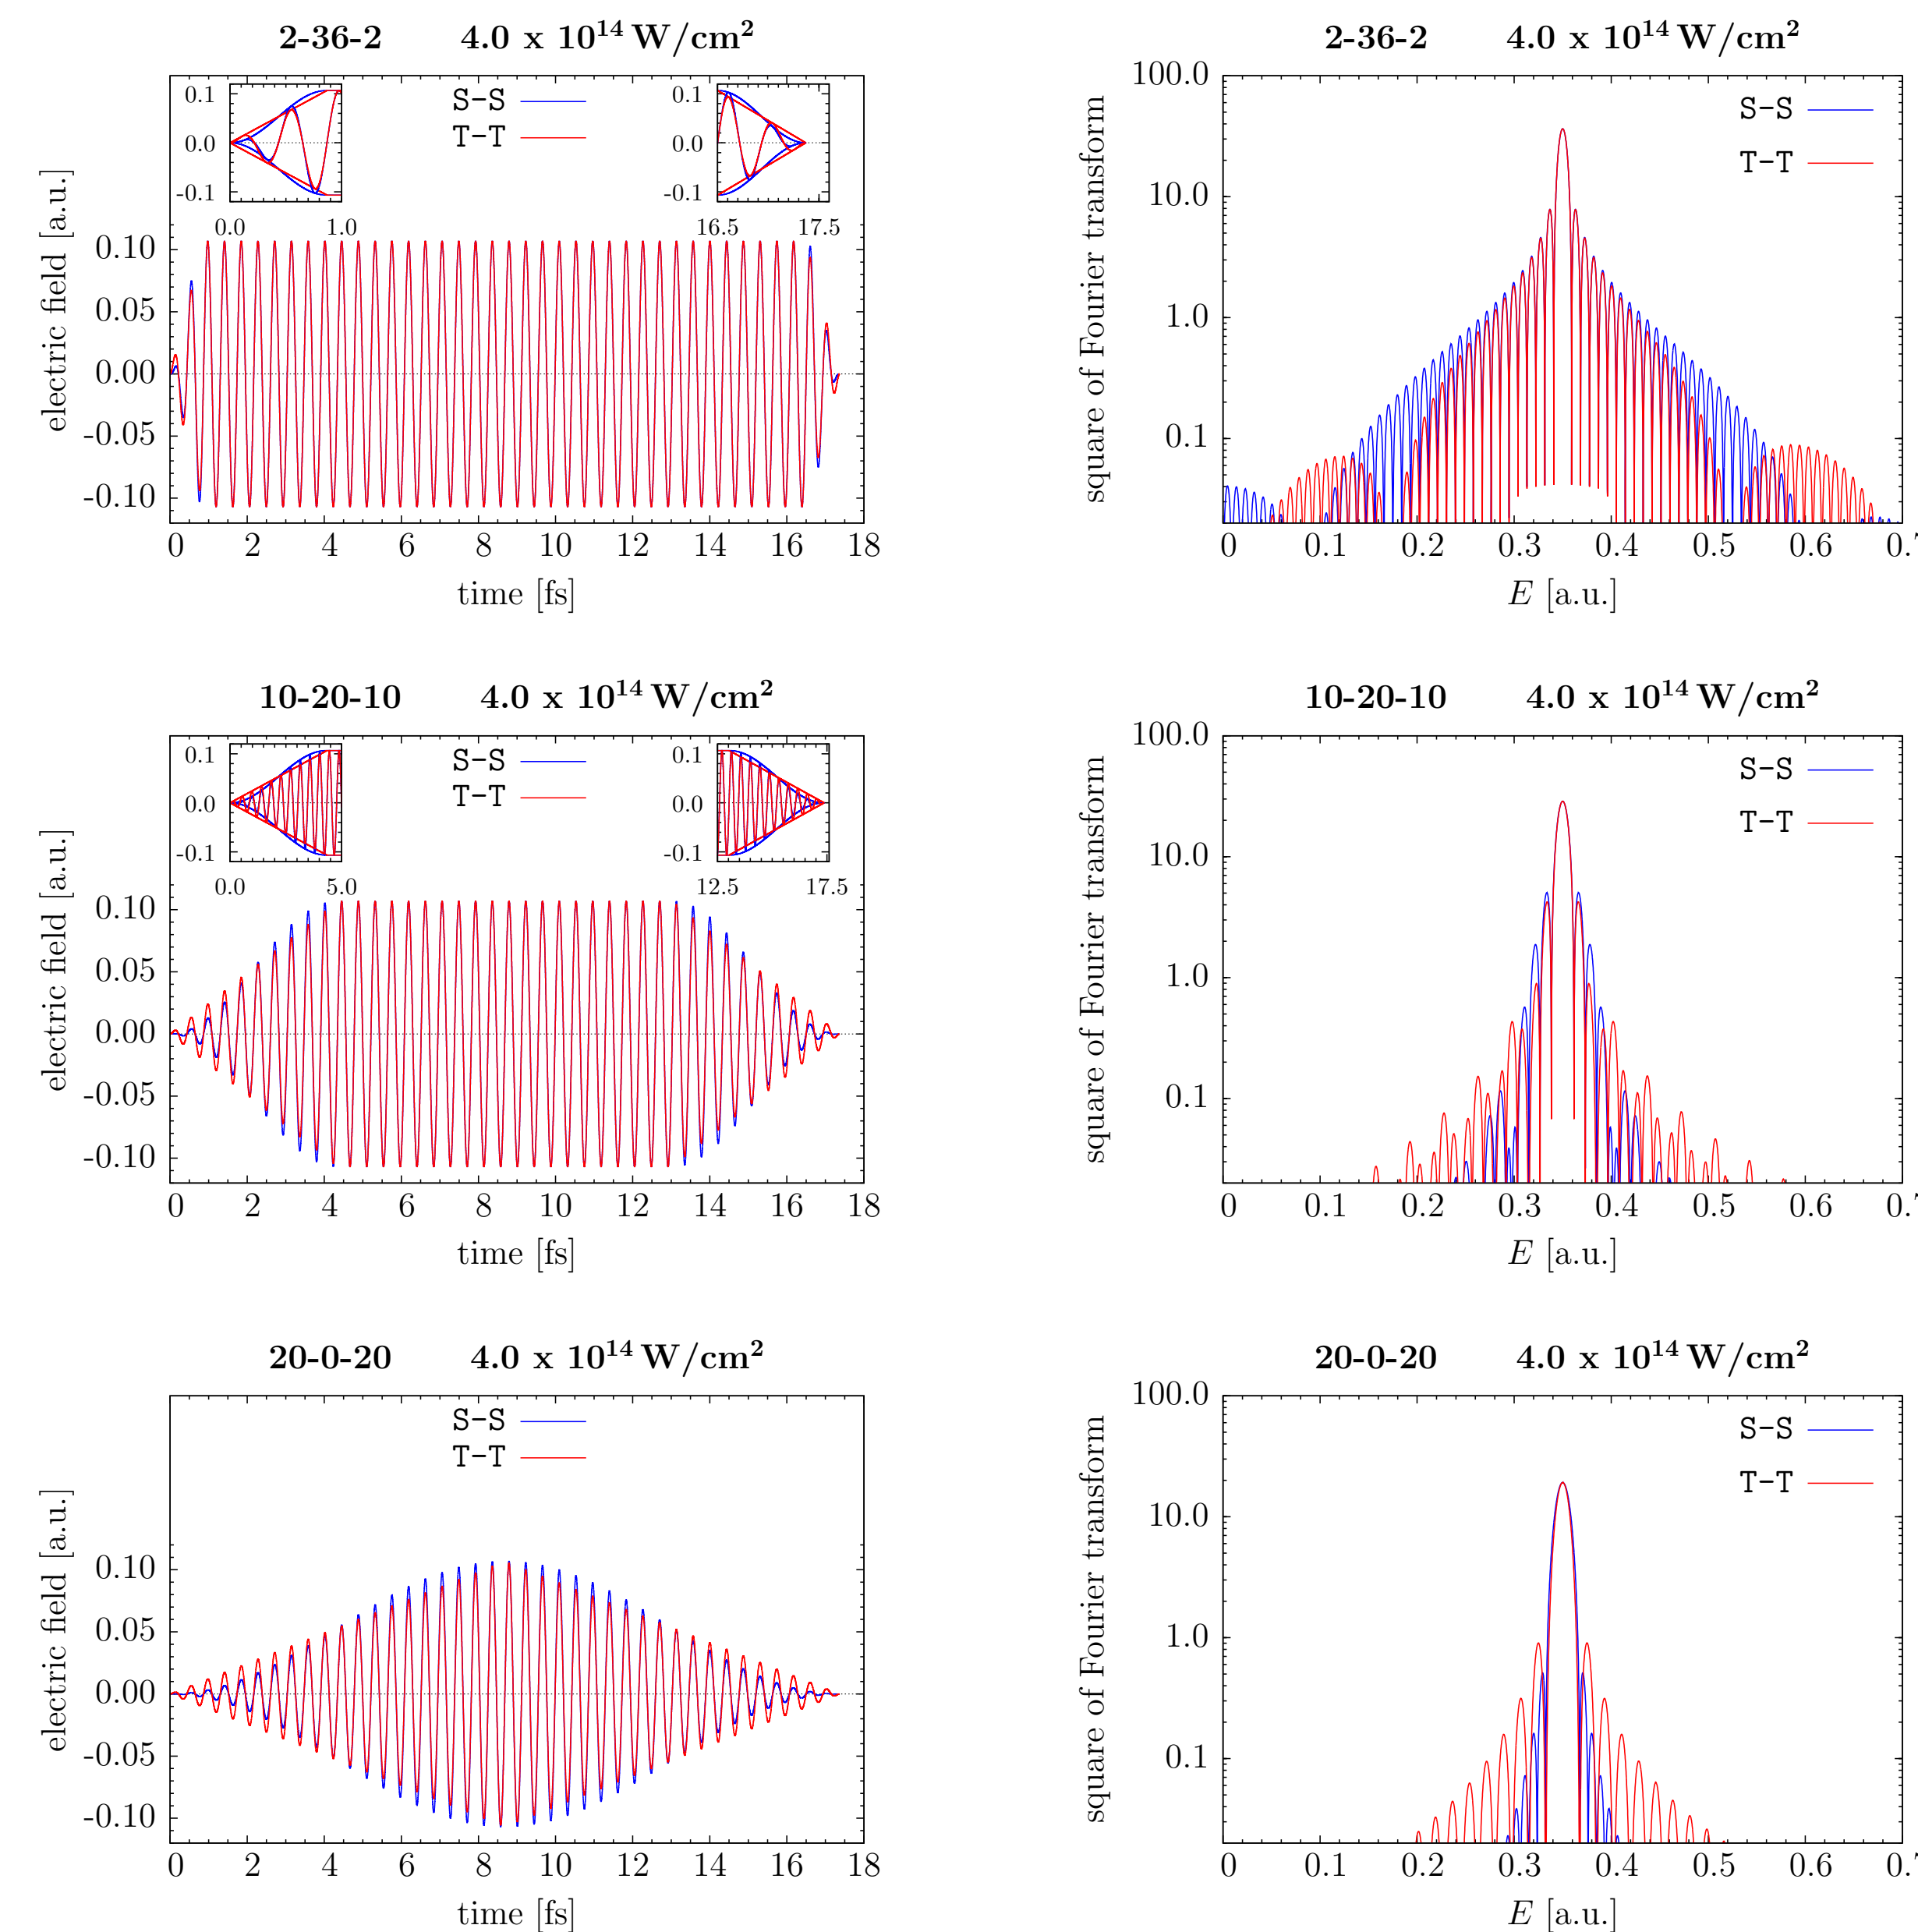 2-36-2 4.0 x 10¹⁴ W/cm²
S-S
T-T
0.1
0.0
-0.1
0.0 1.0
0.1
0.0
-0.1
16.5 17.5
electric field [a.u.]
0.10
0.05
0.00
-0.05
-0.10
0 2 4 6 8 10 12 14 16 18
time [fs]
2-36-2 4.0 x 10¹⁴ W/cm²
S-S
T-T
square of Fourier transform
100.0
10.0
1.0
0.1
0 0.1 0.2 0.3 0.4 0.5 0.6
E [a.u.]
10-20-10 4.0 x 10¹⁴ W/cm²
S-S
T-T
0.1
0.0
-0.1
0.0 5.0
0.1
0.0
-0.1
12.5 17.5
electric field [a.u.]
0.10
0.05
0.00
-0.05
-0.10
0 2 4 6 8 10 12 14 16 18
time [fs]
10-20-10 4.0 x 10¹⁴ W/cm²
S-S
T-T
square of Fourier transform
100.0
10.0
1.0
0.1
0 0.1 0.2 0.3 0.4 0.5 0.6
E [a.u.]
20-0-20 4.0 x 10¹⁴ W/cm²
S-S
T-T
electric field [a.u.]
0.10
0.05
0.00
-0.05
-0.10
0 2 4 6 8 10 12 14 16 18
time [fs]
20-0-20 4.0 x 10¹⁴ W/cm²
S-S
T-T
square of Fourier transform
100.0
10.0
1.0
0.1
0 0.1 0.2 0.3 0.4 0.5 0.6
E [a.u.]